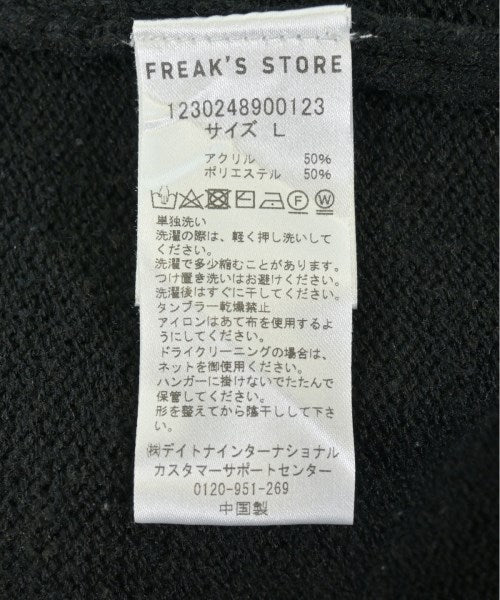 FREAK'S STORE
1230248900123
サイズ L
アクリル 50%
ポリエステル 50%
F W
単独洗い
洗濯の際は、軽く押し洗いして
ください。
洗濯で多少縮むことがあります。
つけ置き洗いはお避けください。
洗濯後はすぐに干してください。
タンブラー乾燥禁止
アイロンはあて布を使用するよ
うにしてください。
ドライクリーニングの場合は、
ネットを御使用ください。
ハンガーに掛けないでたたんで
保管してください。
形を整えてから陰干しして下さ
い。
㈱デイトナインターナショナル
カスタマーサポートセンター
0120-951-269
中国製